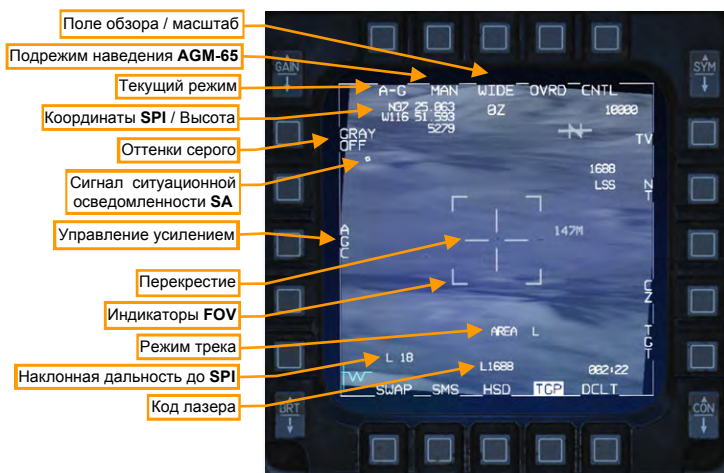 Поле обзора / масштаб
Подрежим наведения AGM-65
Текущий режим
Координаты SPI / Высота
Оттенки серого
Сигнал ситуационной
осведомленности SA
Управление усилением
Перекрестие
Индикаторы FOV
Режим трека
Наклонная дальность до SPI
Код лазера
GAIN
SYM
A-G MAN WIDE OVRD CNTL
N32 25.063 0Z 10000
W116 51.593
5279
GRAY
OFF
N
TV
1688
LSS
N
T
A
G
C
147M
C
Z
AREA L
T
G
T
L 18
L1688
002:22
W
SWAP SMS HSD TGP DCLT
BRT
CON